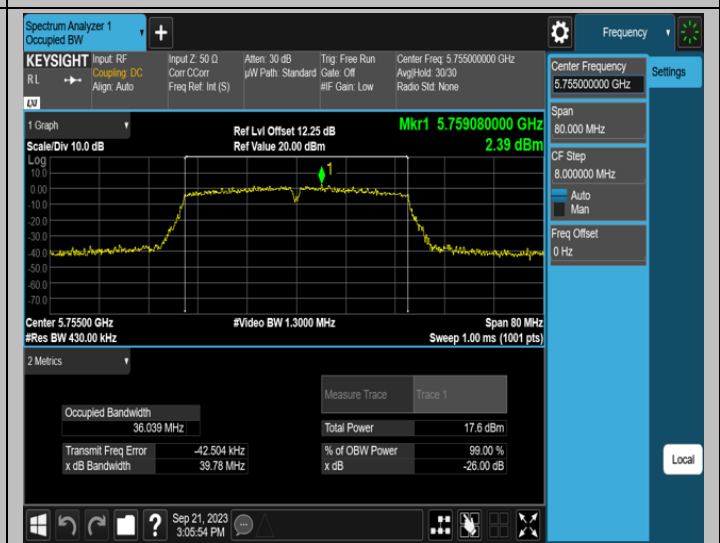 Spectrum Analyzer 1
Occupied BW
+
Frequency
KEYSIGHT
R L
LXI
Input: RF
Coupling: DC
Align: Auto
Input Z: 50 Ω
Corr CCorr
Freq Ref: Int (S)
Atten: 30 dB
µW Path: Standard
Trig: Free Run
Gate: Off
#IF Gain: Low
Center Freq: 5.755000000 GHz
Avg|Hold: 30/30
Radio Std: None
Center Frequency
5.755000000 GHz
Settings
Span
80.000 MHz
CF Step
8.000000 MHz
Auto
Man
Freq Offset
0 Hz
1 Graph
Scale/Div 10.0 dB
Ref Lvl Offset 12.25 dB
Ref Value 20.00 dBm
Mkr1 5.759080000 GHz
2.39 dBm
Log
10.0
0.00
-10.0
-20.0
-30.0
-40.0
-50.0
-60.0
-70.0
1
Center 5.75500 GHz
#Video BW 1.3000 MHz
Span 80 MHz
#Res BW 430.00 kHz
Sweep 1.00 ms (1001 pts)
2 Metrics
Measure Trace
Trace 1
Occupied Bandwidth
36.039 MHz
Total Power
17.6 dBm
Transmit Freq Error
-42.504 kHz
% of OBW Power
99.00 %
x dB Bandwidth
39.78 MHz
x dB
-26.00 dB
Local
?
Sep 21, 2023
3:05:54 PM